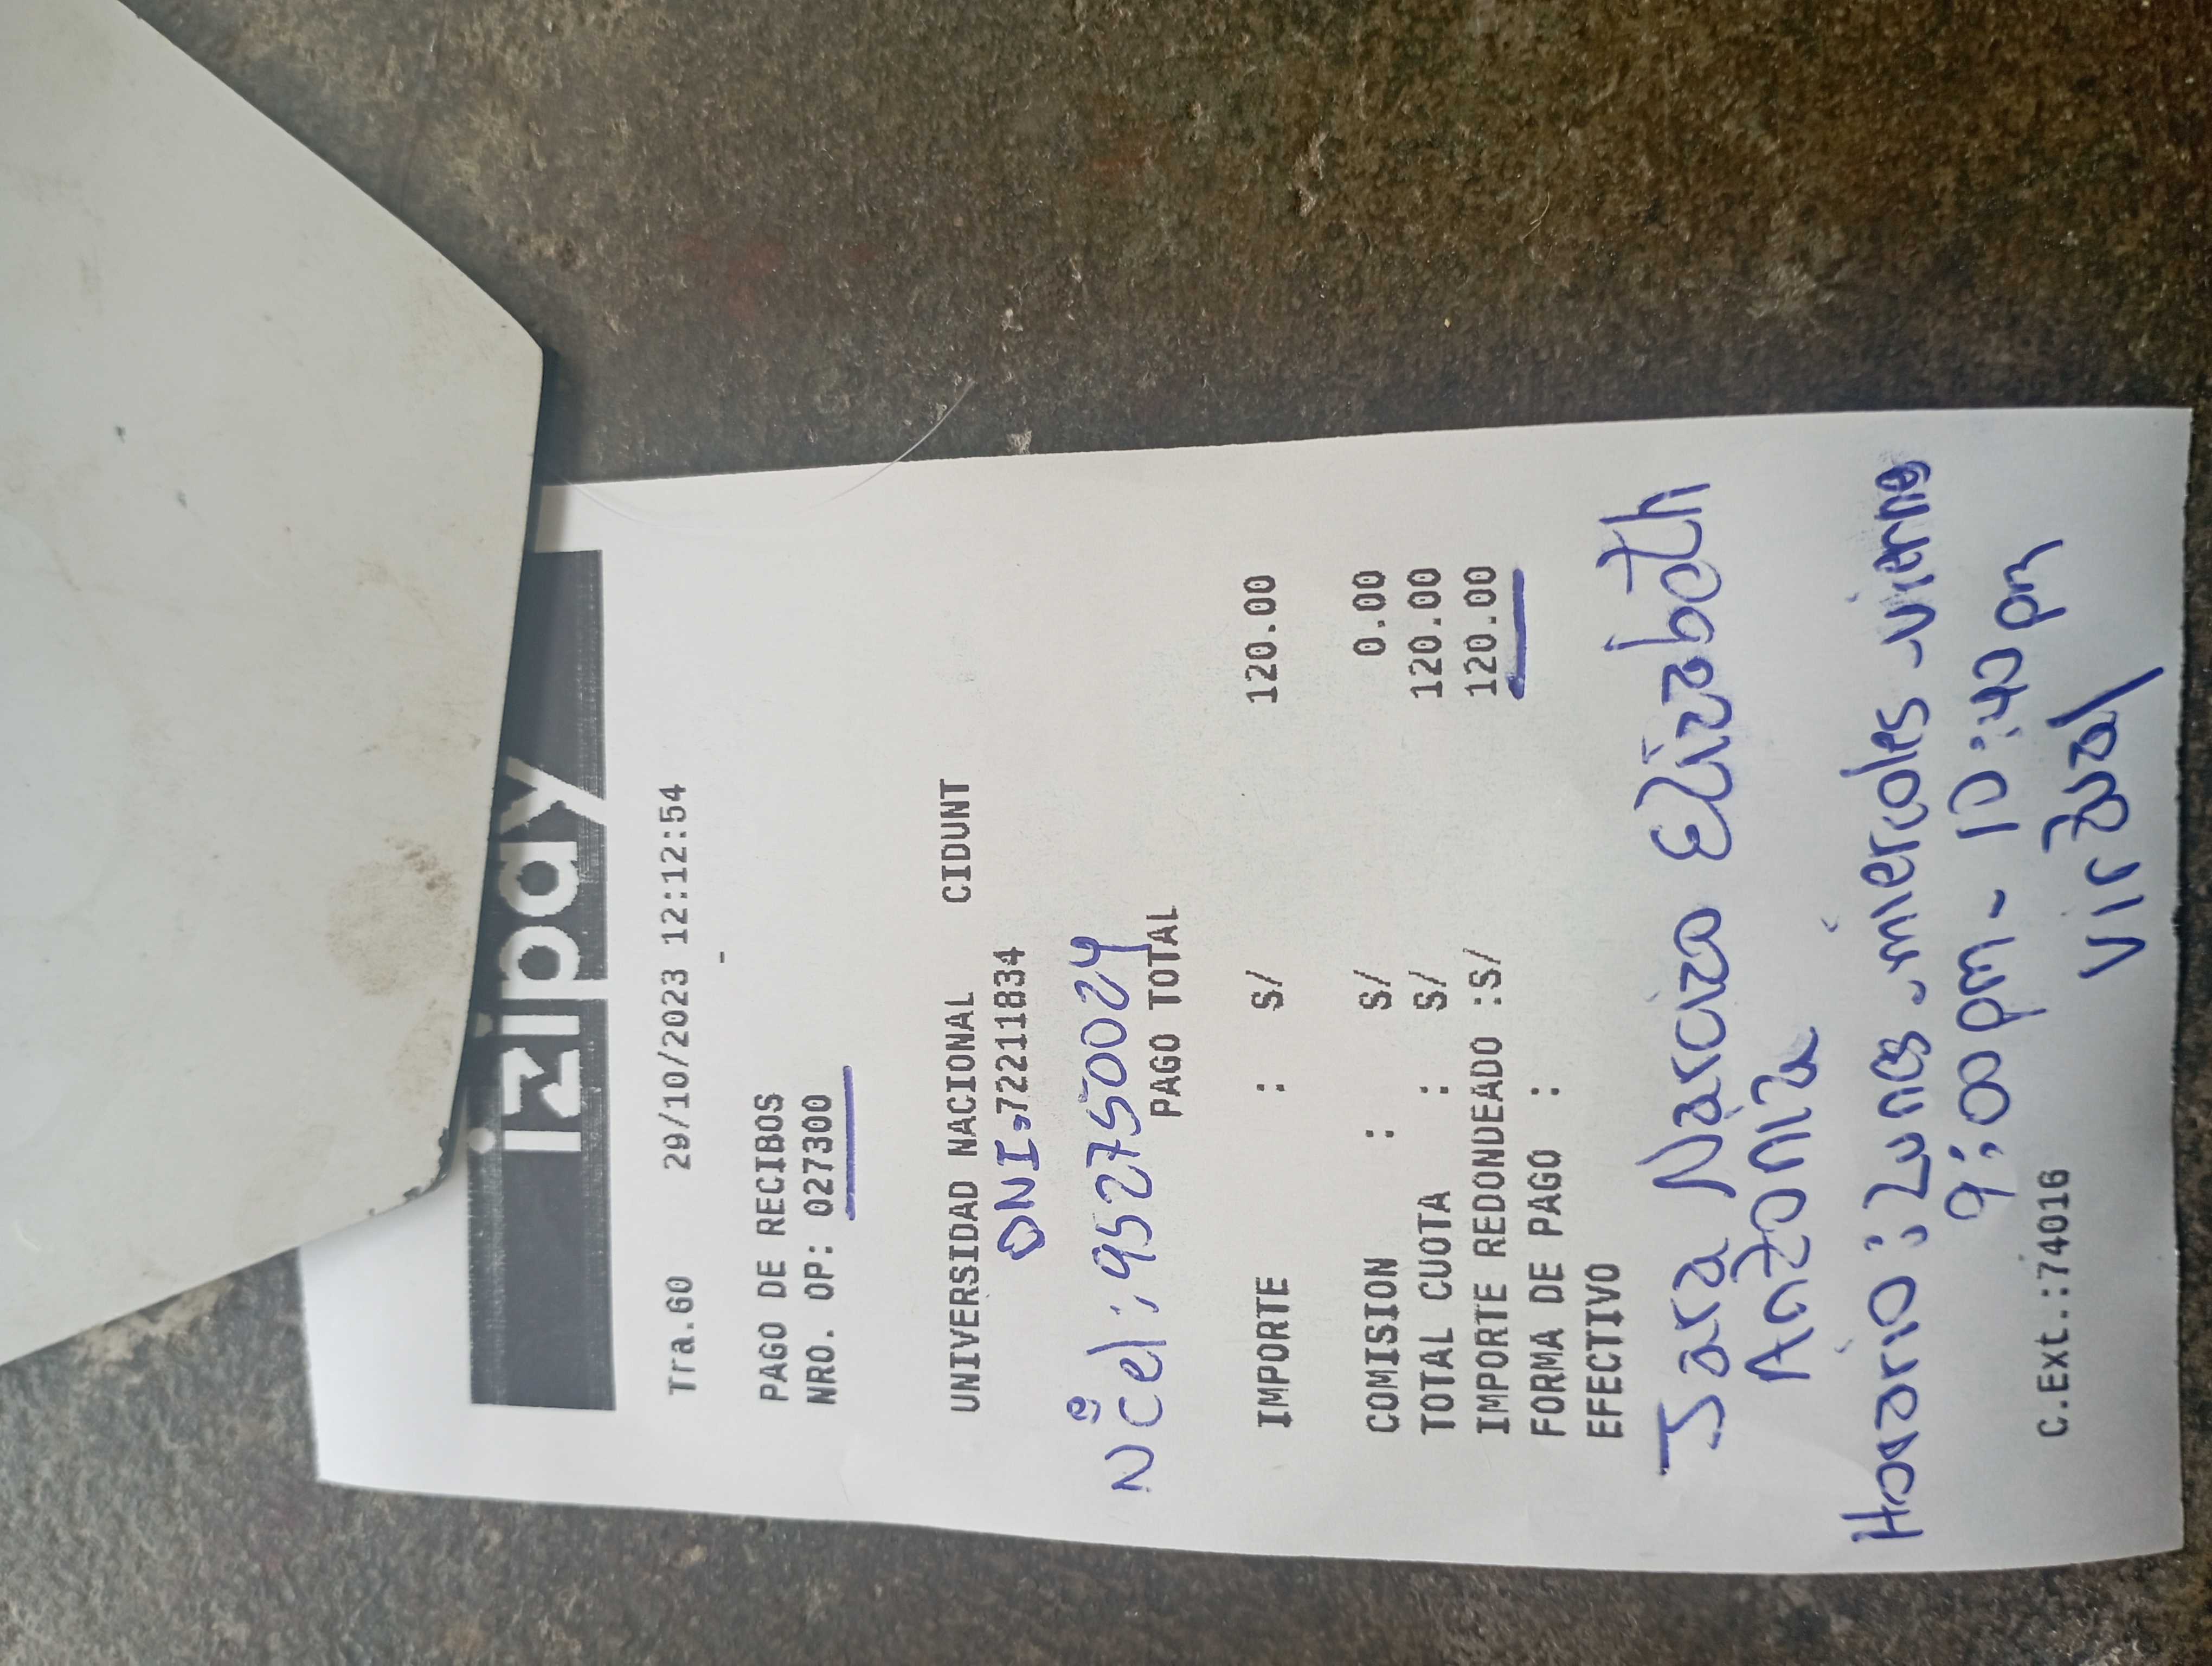 izipay
Tra.60 29/10/2023 12:12:54
-
PAGO DE RECIBOS
NRO. OP: 027300
UNIVERSIDAD NACIONAL CIDUNT
DNI:72211834
N° Cel: 952750024
PAGO TOTAL
IMPORTE : S/ 120.00
COMISION : S/ 0.00
TOTAL CUOTA : S/ 120.00
IMPORTE REDONDEADO :S/ 120.00
FORMA DE PAGO :
EFECTIVO
Jara Narciza Elizabeth
Antonia
Horario: Lunes - miercoles - viernes
9:00 pm - 10:40 pm
Virtual
C.Ext.:74016